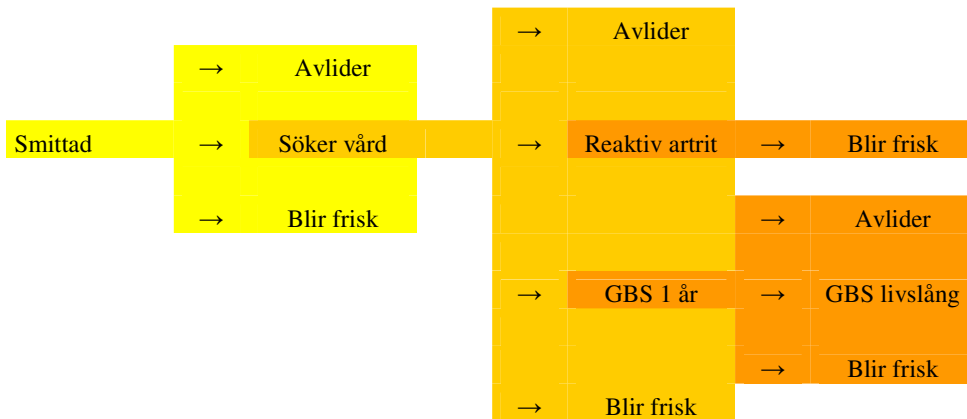 → Avlider
→ Avlider
Smittad → Söker vård → Reaktiv artrit → Blir frisk
→ Blir frisk → Avlider
→ GBS 1 år → GBS livslång
→ Blir frisk
→ Blir frisk